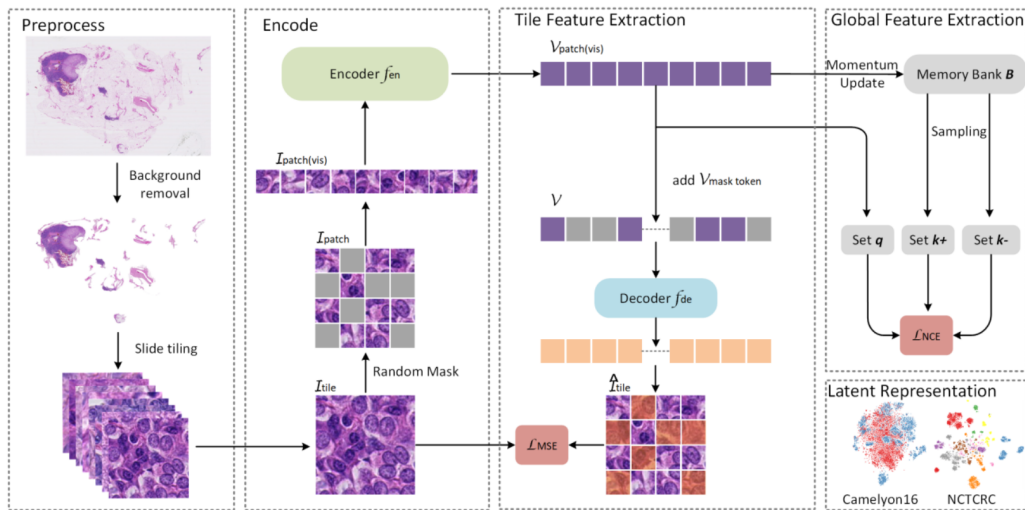 Preprocess
Background
removal
Slide tiling
Encode
Encoder fen
Ipatch(vis)
Ipatch
Random Mask
Itile
Tile Feature Extraction
Vpatch(vis)
add Vmask token
V
Decoder fde
Îtile
LMSE
Global Feature Extraction
Momentum
Update
Memory Bank B
Sampling
Set q
Set k+
Set k-
LNCE
Latent Representation
Camelyon16
NCTCRC